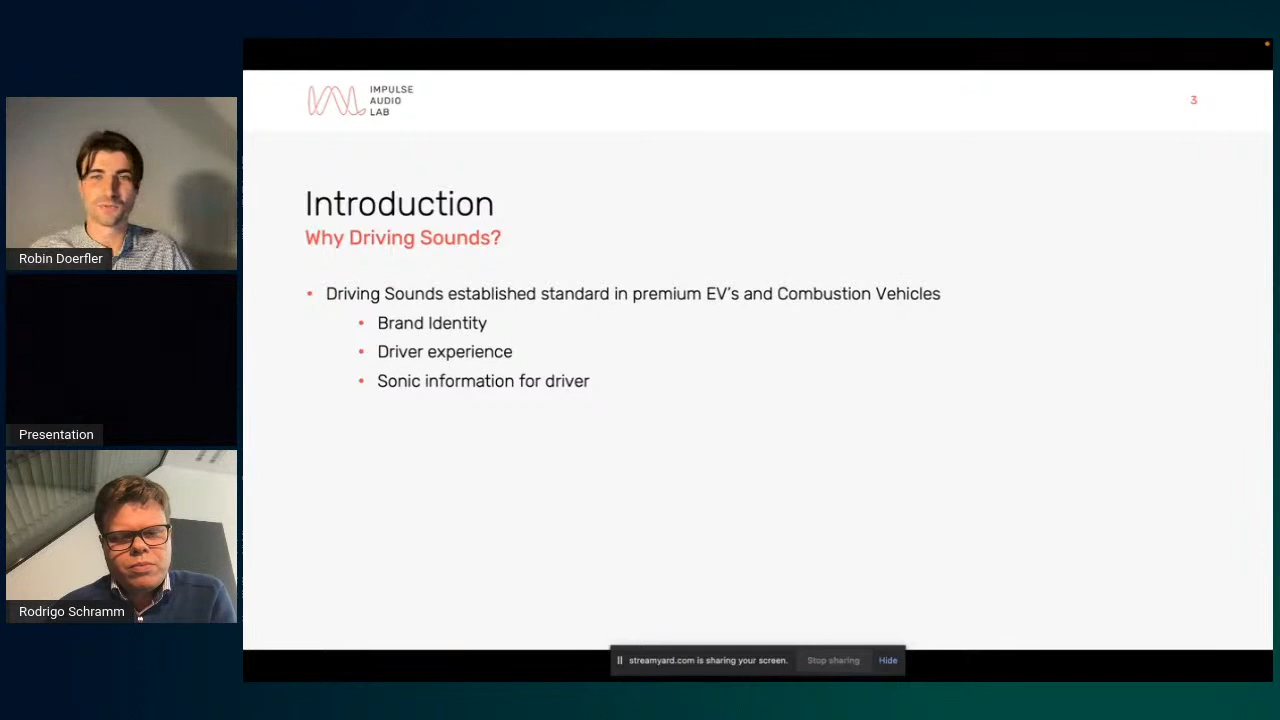 IMPULSE
AUDIO
LAB
3
Introduction
Why Driving Sounds?
• Driving Sounds established standard in premium EV's and Combustion Vehicles
• Brand Identity
• Driver experience
• Sonic information for driver
Robin Doerfler
Presentation
Rodrigo Schramm
streamyard.com is sharing your screen.
Stop sharing
Hide